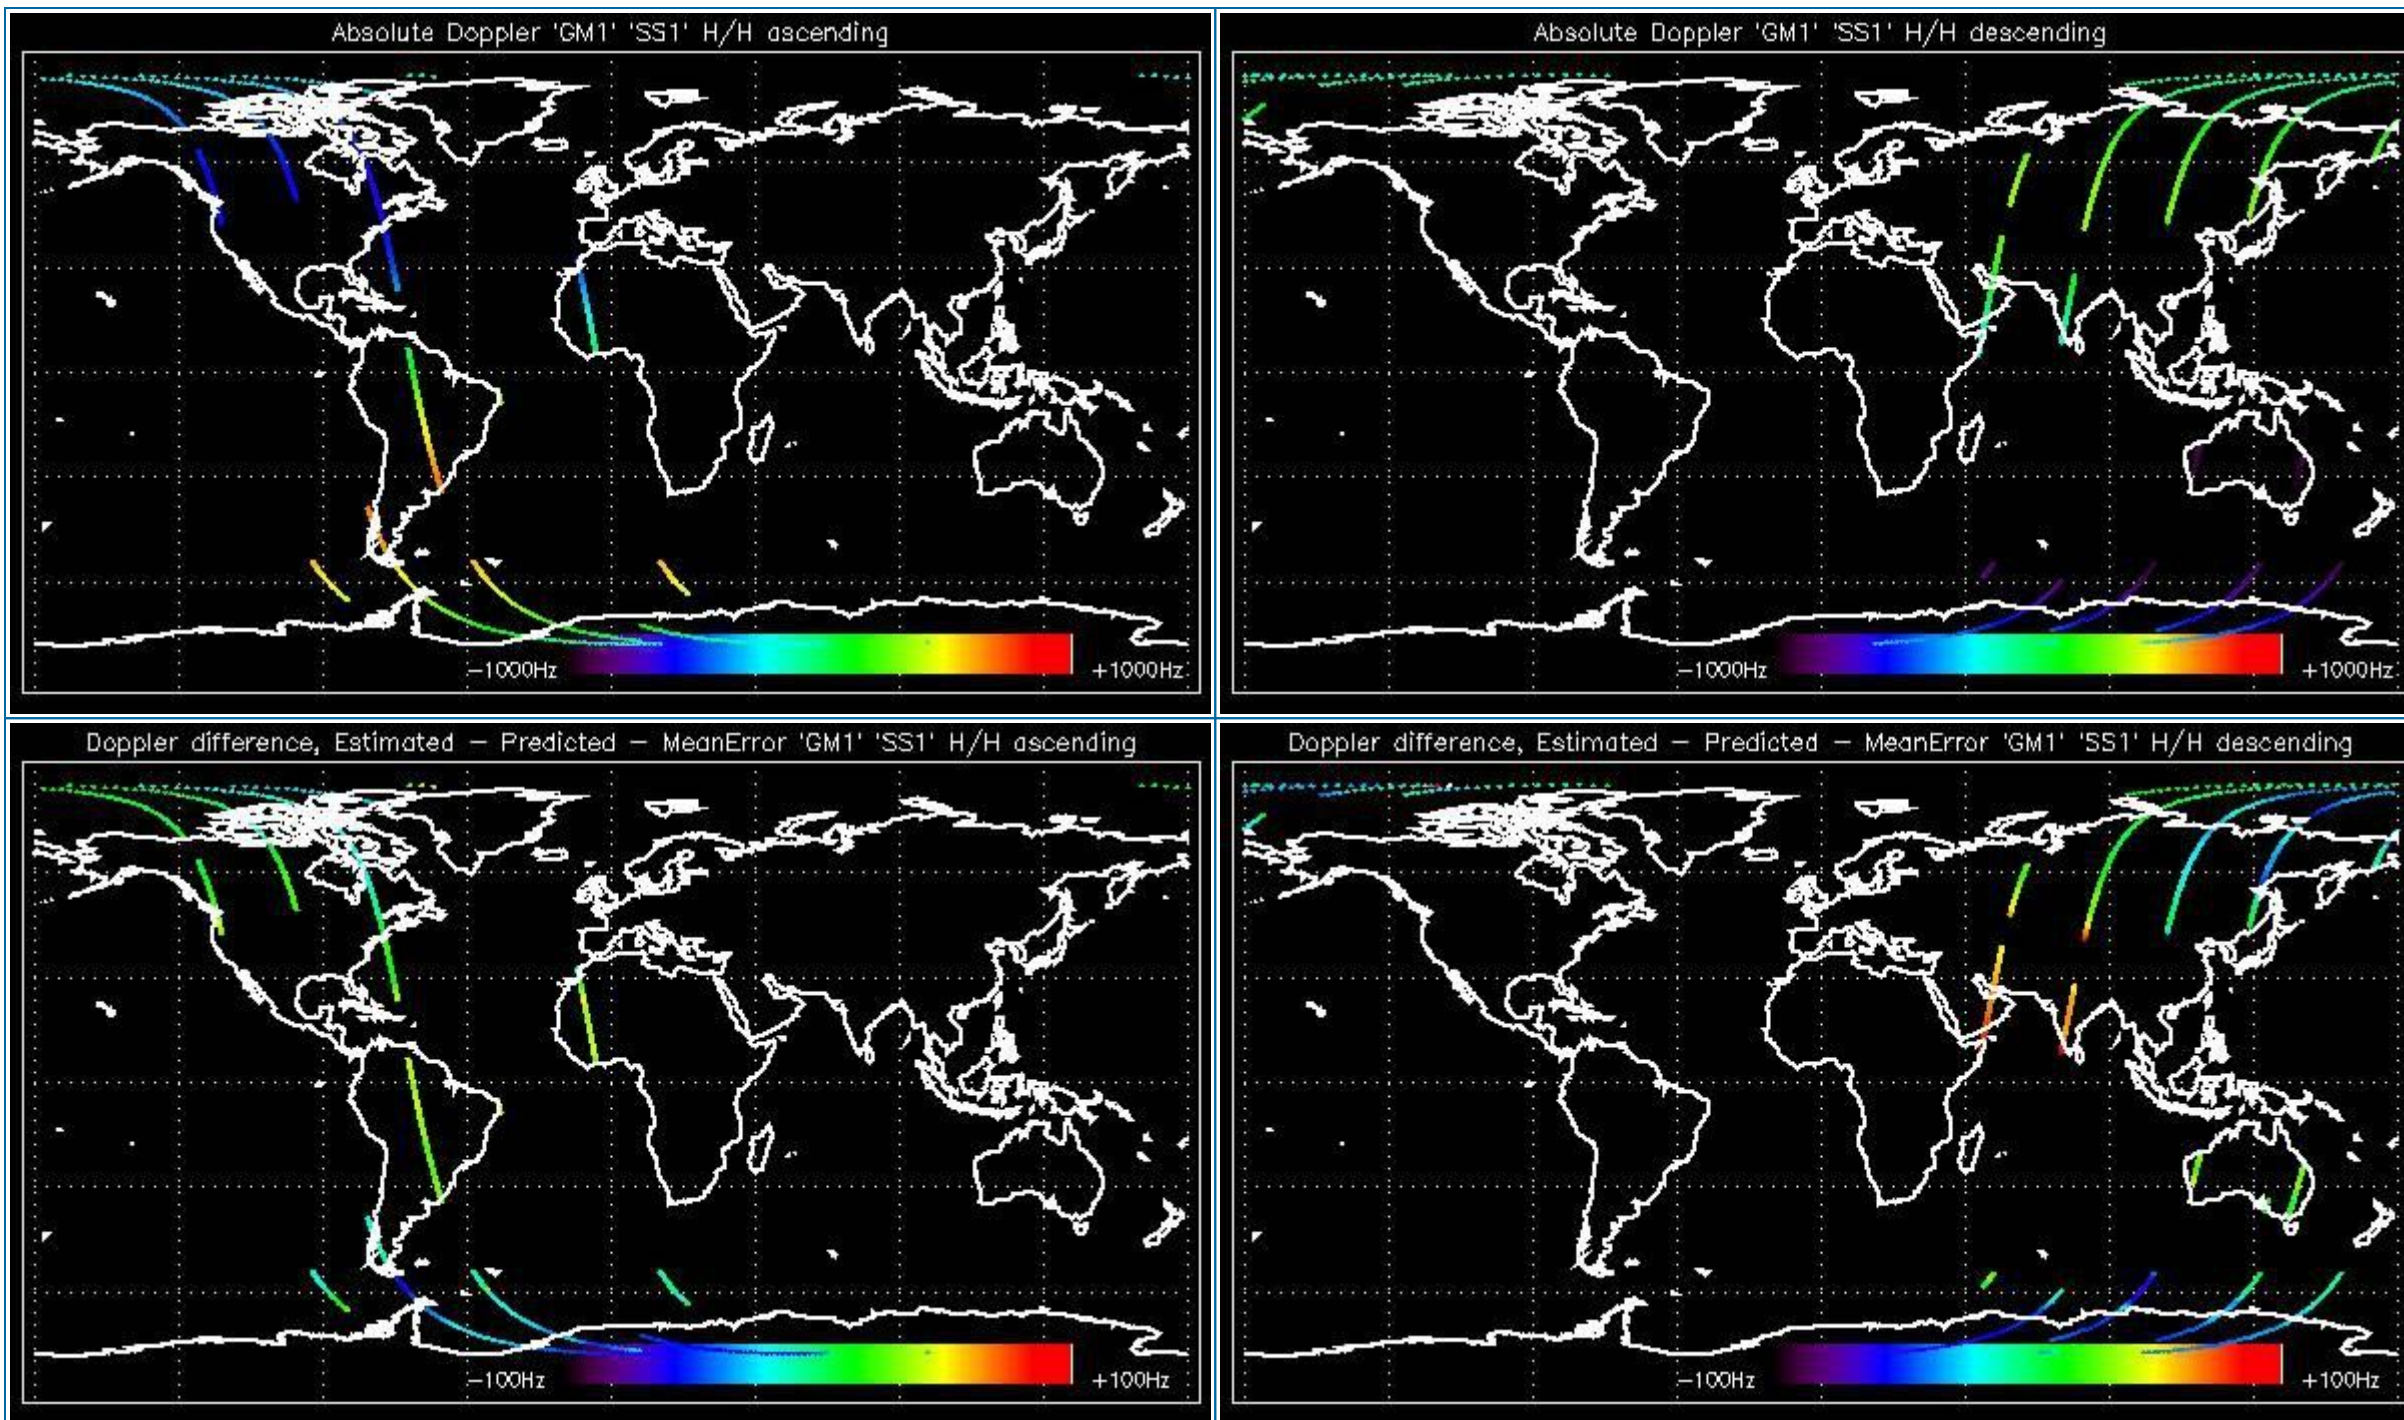 Absolute Doppler 'GM1' 'SS1' H/H ascending
-1000Hz
+1000Hz
Absolute Doppler 'GM1' 'SS1' H/H descending
-1000Hz
+1000Hz
Doppler difference, Estimated - Predicted - MeanError 'GM1' 'SS1' H/H ascending
-100Hz
+100Hz
Doppler difference, Estimated - Predicted - MeanError 'GM1' 'SS1' H/H descending
-100Hz
+100Hz